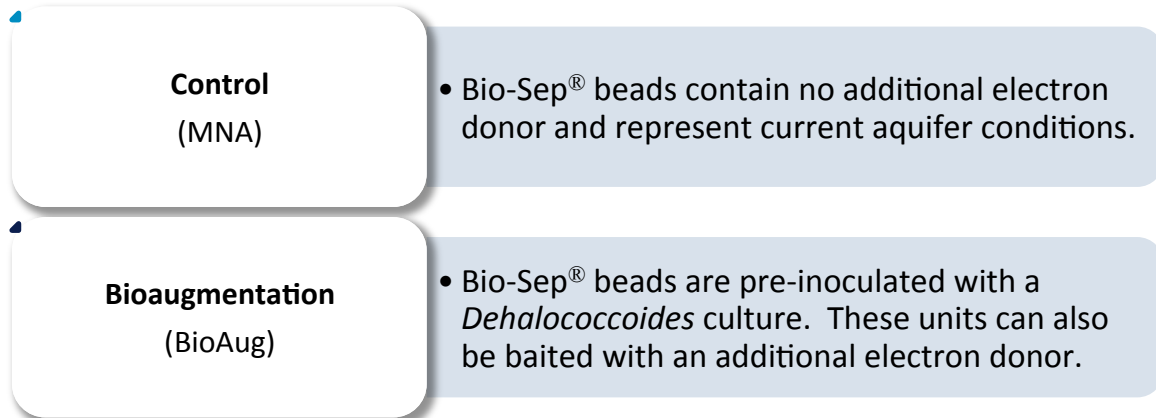 Control
(MNA)
• Bio-Sep® beads contain no additional electron
donor and represent current aquifer conditions.
Bioaugmentation
(BioAug)
• Bio-Sep® beads are pre-inoculated with a
Dehalococcoides culture.  These units can also
be baited with an additional electron donor.